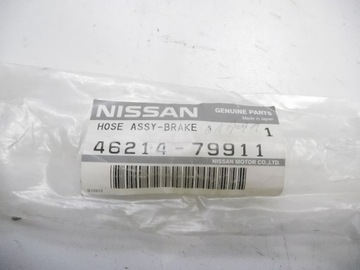 NISSAN GENUINE PARTS
Made in Japan
HOSE ASSY-BRAKE 1
46214-79911
NISSAN MOTOR CO.,LTD.